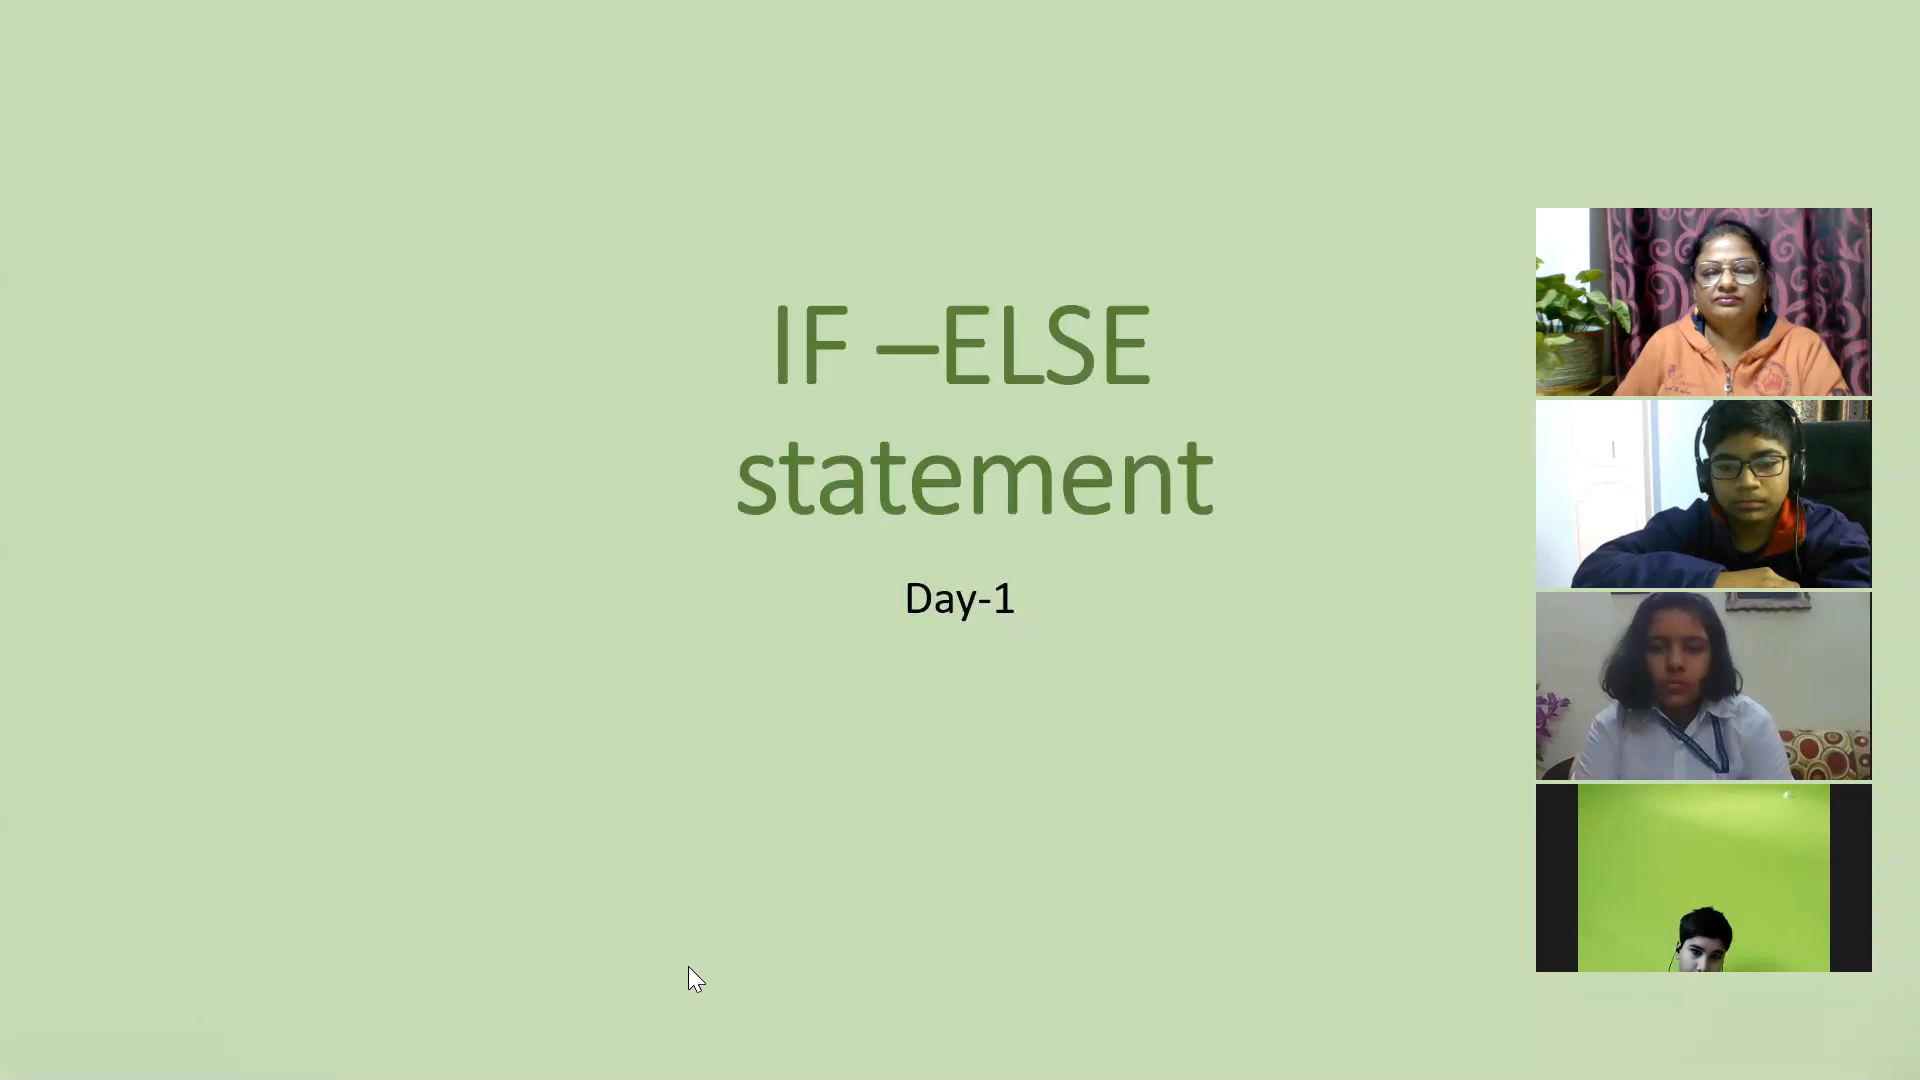 IF –ELSE
statement
Day-1